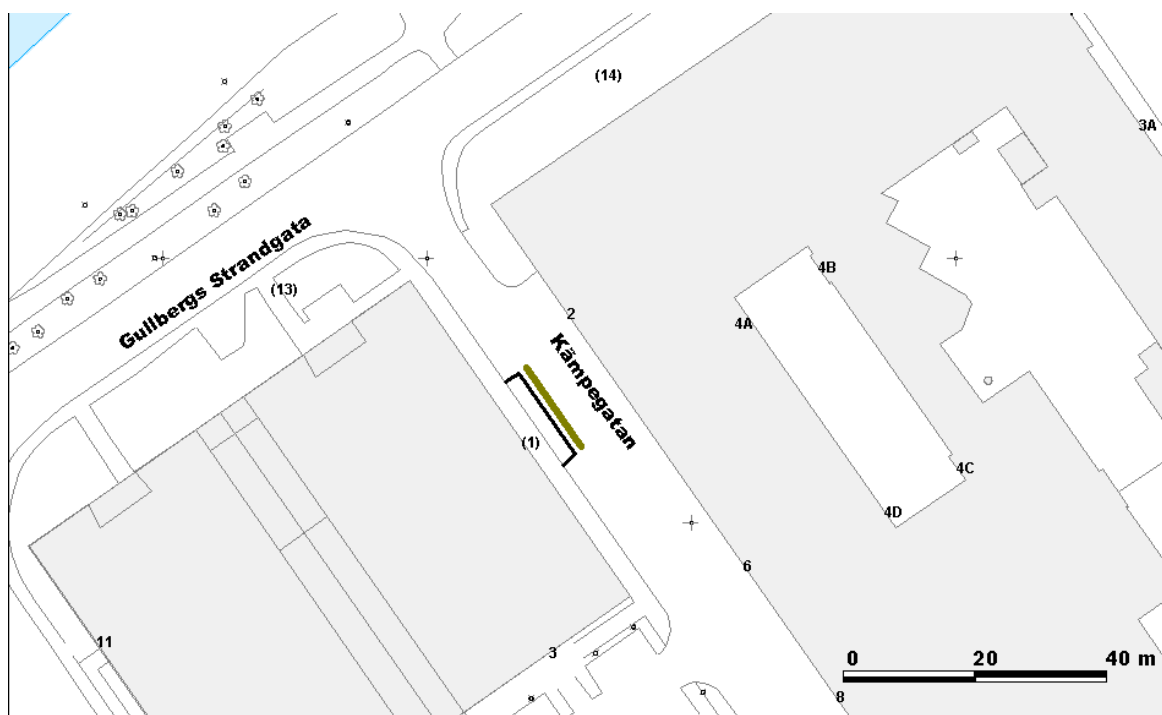 (14)
3A
Gullbergs Strandgata
4B
(13)
2
4A
Kämpegatan
(1)
4C
4D
6
11
3
0 20 40 m
8